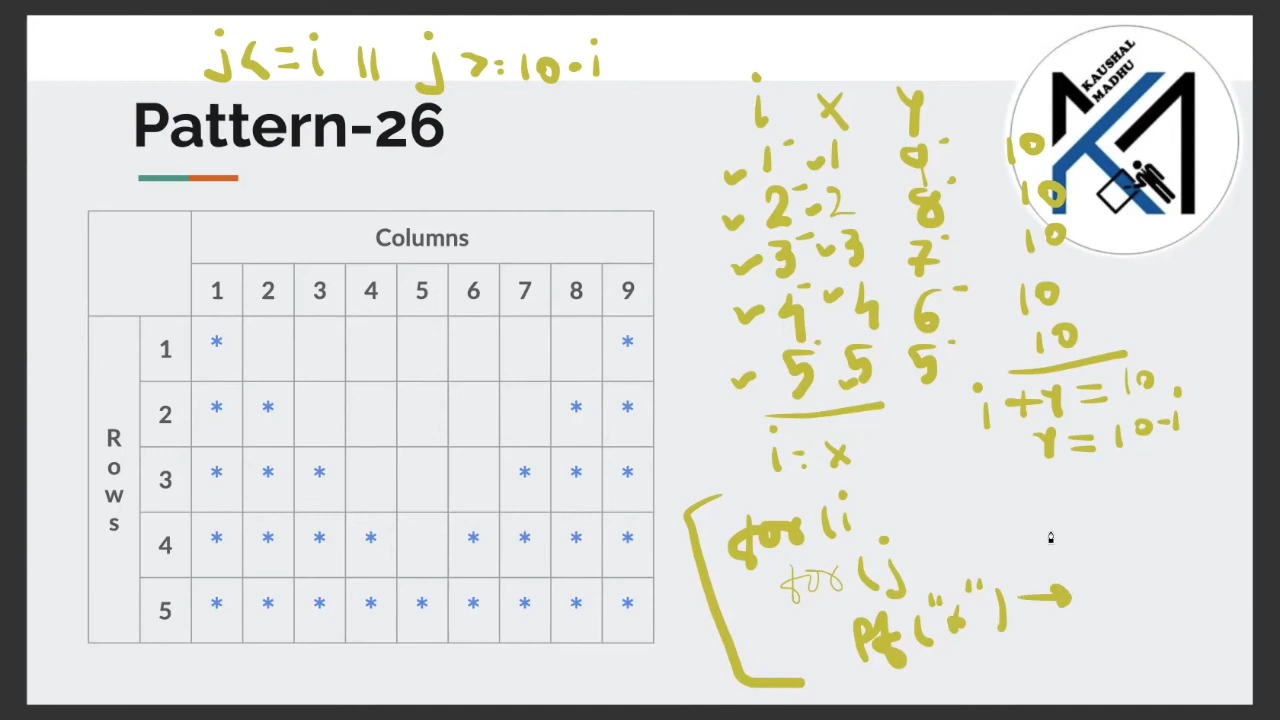 j<=i || j>=10-i
KAUSHAL
MADHU
Pattern-26
i x y
1 1 9 10
2 2 8 10
3 3 7 10
4 4 6 10
5 5 5 10
i = x
i + y = 10
y = 10 - i
Columns
1 2 3 4 5 6 7 8 9
Rows
1 * *
2 * * * *
3 * * * * * *
4 * * * * * * * *
5 * * * * * * * * *
for (i
for (j
pf("*")